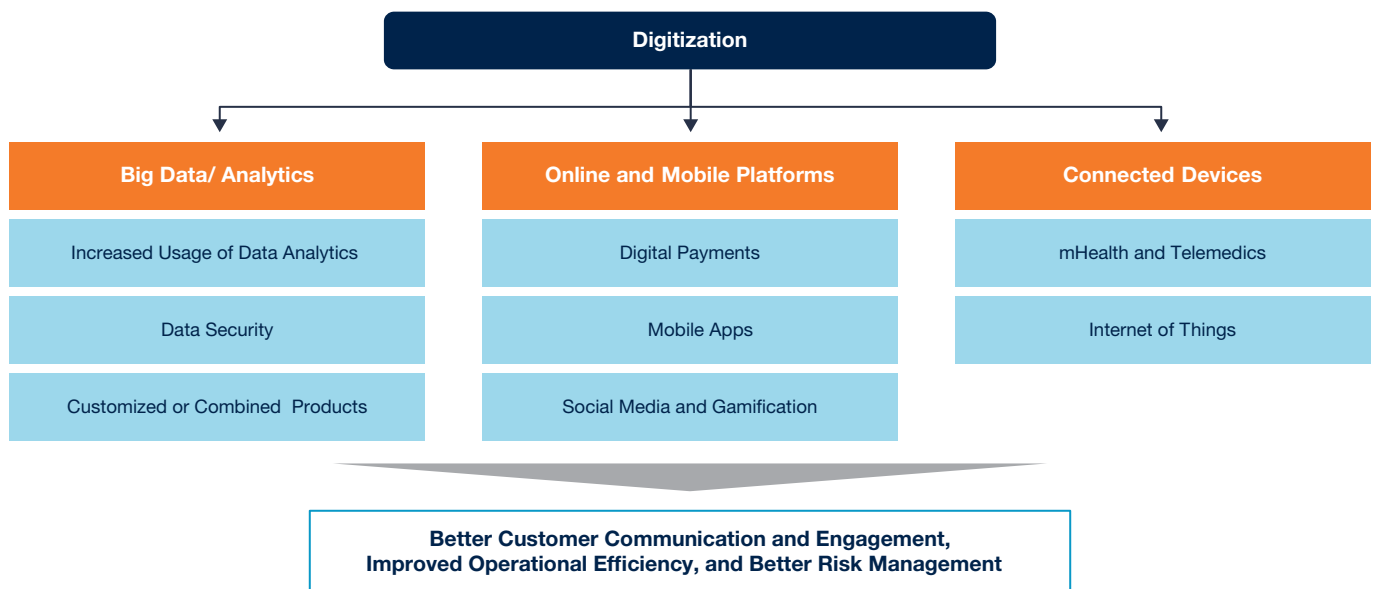 Digitization
Big Data/ Analytics
Online and Mobile Platforms
Connected Devices
Increased Usage of Data Analytics
Digital Payments
mHealth and Telemedics
Data Security
Mobile Apps
Internet of Things
Customized or Combined  Products
Social Media and Gamification
Better Customer Communication and Engagement,
Improved Operational Efficiency, and Better Risk Management